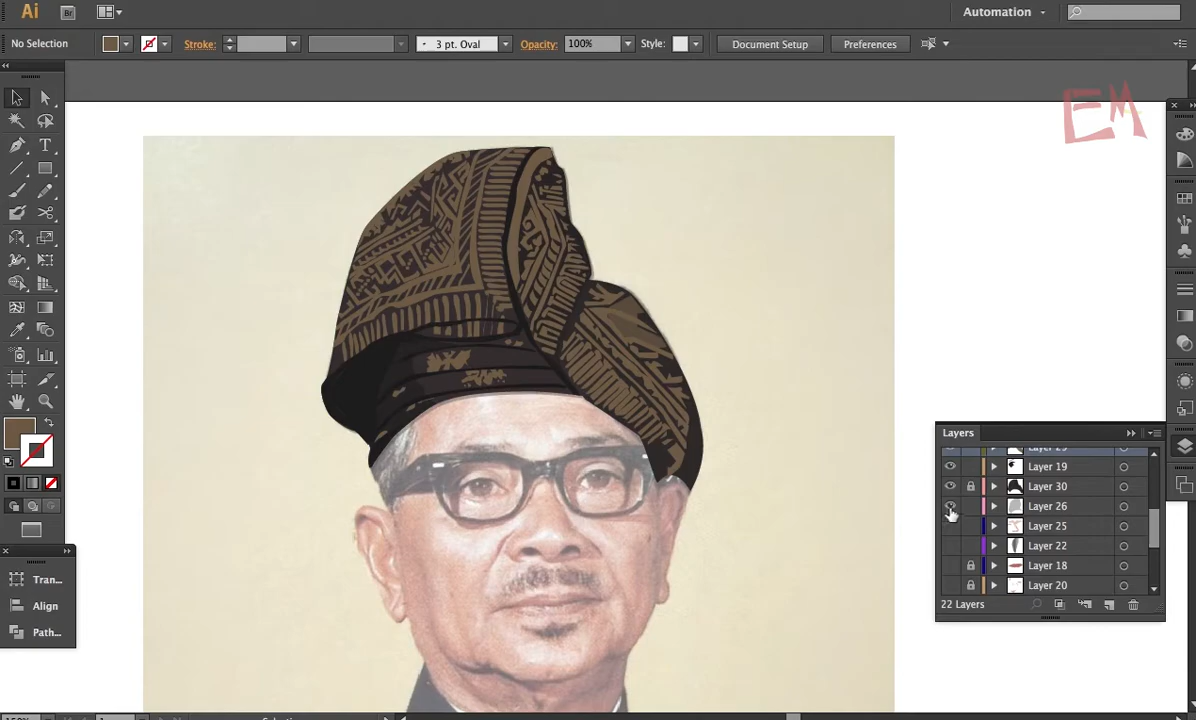 Ai Br Automation
No Selection Stroke: 3 pt. Oval Opacity: 100% Style: Document Setup Preferences
EM
Layers
Layer 19
Layer 30
Layer 26
Layer 25
Layer 22
Layer 18
Layer 20
22 Layers
Tran...
Align
Path...